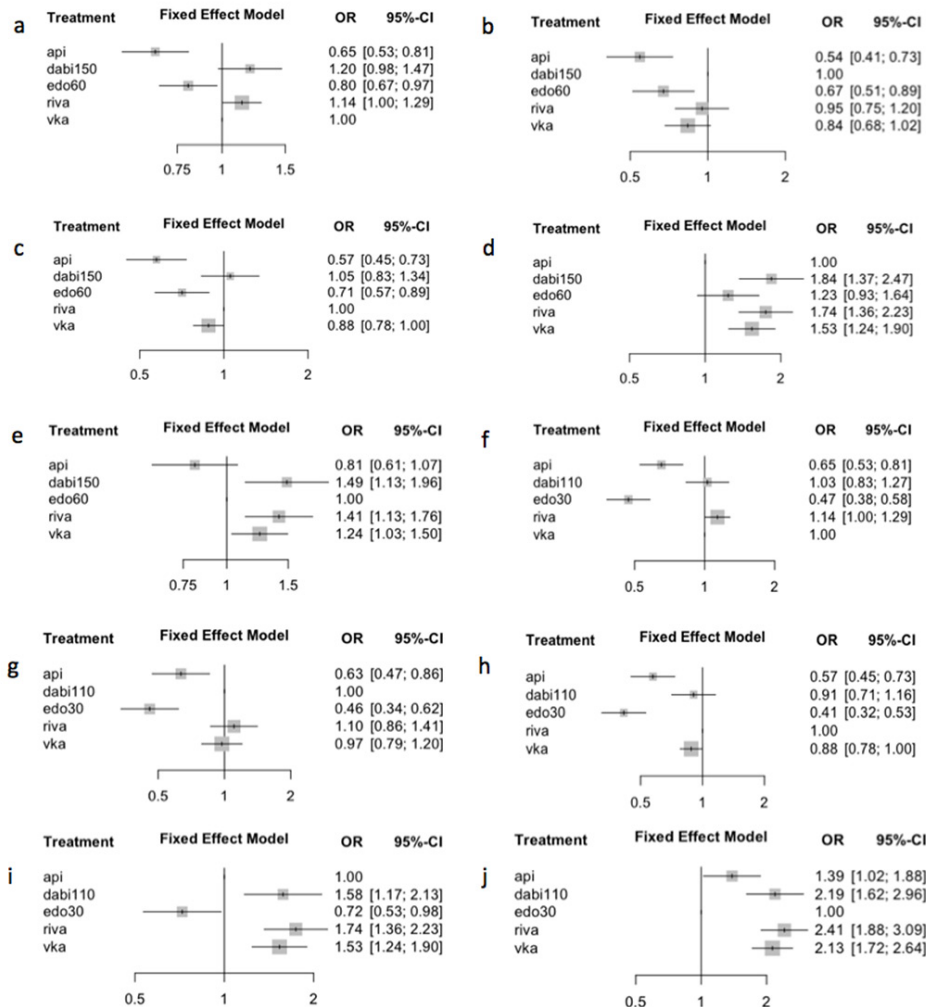 a
Treatment Fixed Effect Model OR 95%-CI
api 0.65 [0.53; 0.81]
dabi150 1.20 [0.98; 1.47]
edo60 0.80 [0.67; 0.97]
riva 1.14 [1.00; 1.29]
vka 1.00
0.75 1 1.5
b
Treatment Fixed Effect Model OR 95%-CI
api 0.54 [0.41; 0.73]
dabi150 1.00
edo60 0.67 [0.51; 0.89]
riva 0.95 [0.75; 1.20]
vka 0.84 [0.68; 1.02]
0.5 1 2
c
Treatment Fixed Effect Model OR 95%-CI
api 0.57 [0.45; 0.73]
dabi150 1.05 [0.83; 1.34]
edo60 0.71 [0.57; 0.89]
riva 1.00
vka 0.88 [0.78; 1.00]
0.5 1 2
d
Treatment Fixed Effect Model OR 95%-CI
api 1.00
dabi150 1.84 [1.37; 2.47]
edo60 1.23 [0.93; 1.64]
riva 1.74 [1.36; 2.23]
vka 1.53 [1.24; 1.90]
0.5 1 2
e
Treatment Fixed Effect Model OR 95%-CI
api 0.81 [0.61; 1.07]
dabi150 1.49 [1.13; 1.96]
edo60 1.00
riva 1.41 [1.13; 1.76]
vka 1.24 [1.03; 1.50]
0.75 1 1.5
f
Treatment Fixed Effect Model OR 95%-CI
api 0.65 [0.53; 0.81]
dabi110 1.03 [0.83; 1.27]
edo30 0.47 [0.38; 0.58]
riva 1.14 [1.00; 1.29]
vka 1.00
0.5 1 2
g
Treatment Fixed Effect Model OR 95%-CI
api 0.63 [0.47; 0.86]
dabi110 1.00
edo30 0.46 [0.34; 0.62]
riva 1.10 [0.86; 1.41]
vka 0.97 [0.79; 1.20]
0.5 1 2
h
Treatment Fixed Effect Model OR 95%-CI
api 0.57 [0.45; 0.73]
dabi110 0.91 [0.71; 1.16]
edo30 0.41 [0.32; 0.53]
riva 1.00
vka 0.88 [0.78; 1.00]
0.5 1 2
i
Treatment Fixed Effect Model OR 95%-CI
api 1.00
dabi110 1.58 [1.17; 2.13]
edo30 0.72 [0.53; 0.98]
riva 1.74 [1.36; 2.23]
vka 1.53 [1.24; 1.90]
0.5 1 2
j
Treatment Fixed Effect Model OR 95%-CI
api 1.39 [1.02; 1.88]
dabi110 2.19 [1.62; 2.96]
edo30 1.00
riva 2.41 [1.88; 3.09]
vka 2.13 [1.72; 2.64]
0.5 1 2